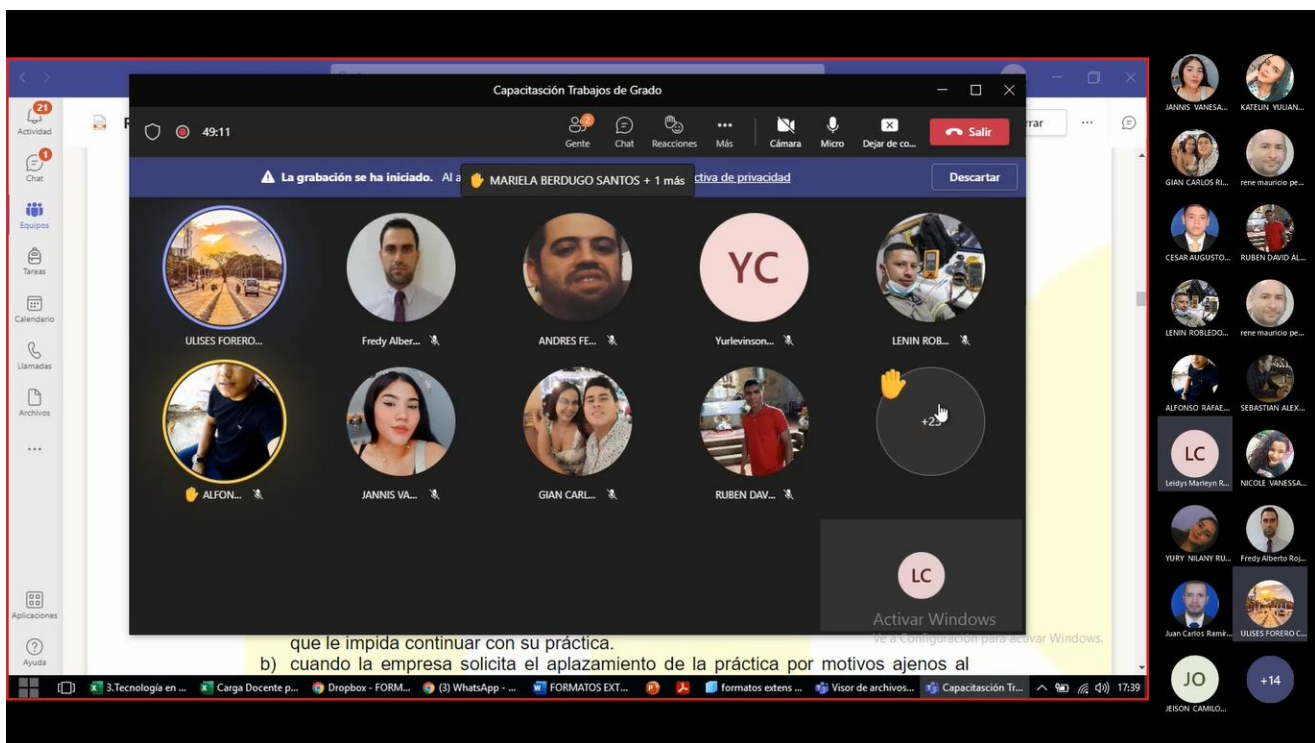 21
Actividad
1
Chat
Equipos
Tareas
Calendario
Llamadas
Archivos
Aplicaciones
Ayuda
Capacitasción Trabajos de Grado
49:11
2
Gente
Chat
Reacciones
Más
Cámara
Micro
Dejar de co...
Salir
rrar
La grabación se ha iniciado. Al a
MARIELA BERDUGO SANTOS + 1 más
ctiva de privacidad
Descartar
ULISES FORERO...
Fredy Alber...
ANDRES FE...
YC
Yurlevinson...
LENIN ROB...
ALFON...
JANNIS VA...
GIAN CARL...
RUBEN DAV...
+23
LC
Activar Windows
Ve a Configuración para activar Windows.
que le impida continuar con su práctica.
b) cuando la empresa solicita el aplazamiento de la práctica por motivos ajenos al
3.Tecnología en ...
Carga Docente p...
Dropbox - FORM...
(3) WhatsApp - ...
FORMATOS EXT...
formatos extens ...
Visor de archivos...
Capacitasción Tr...
17:39
JANNIS VANESA...
KATELIN YULIAN...
GIAN CARLOS RI...
rene mauricio pe...
CESAR AUGUSTO...
RUBEN DAVID AL...
LENIN ROBLEDO...
rene mauricio pe...
ALFONSO RAFAE...
SEBASTIAN ALEX...
LC
Leidys Marleyn R...
NICOLE VANESSA...
YURY NILANY RU...
Fredy Alberto Roj...
Juan Carlos Ramír...
ULISES FORERO C...
JO
JEISON CAMILO...
+14